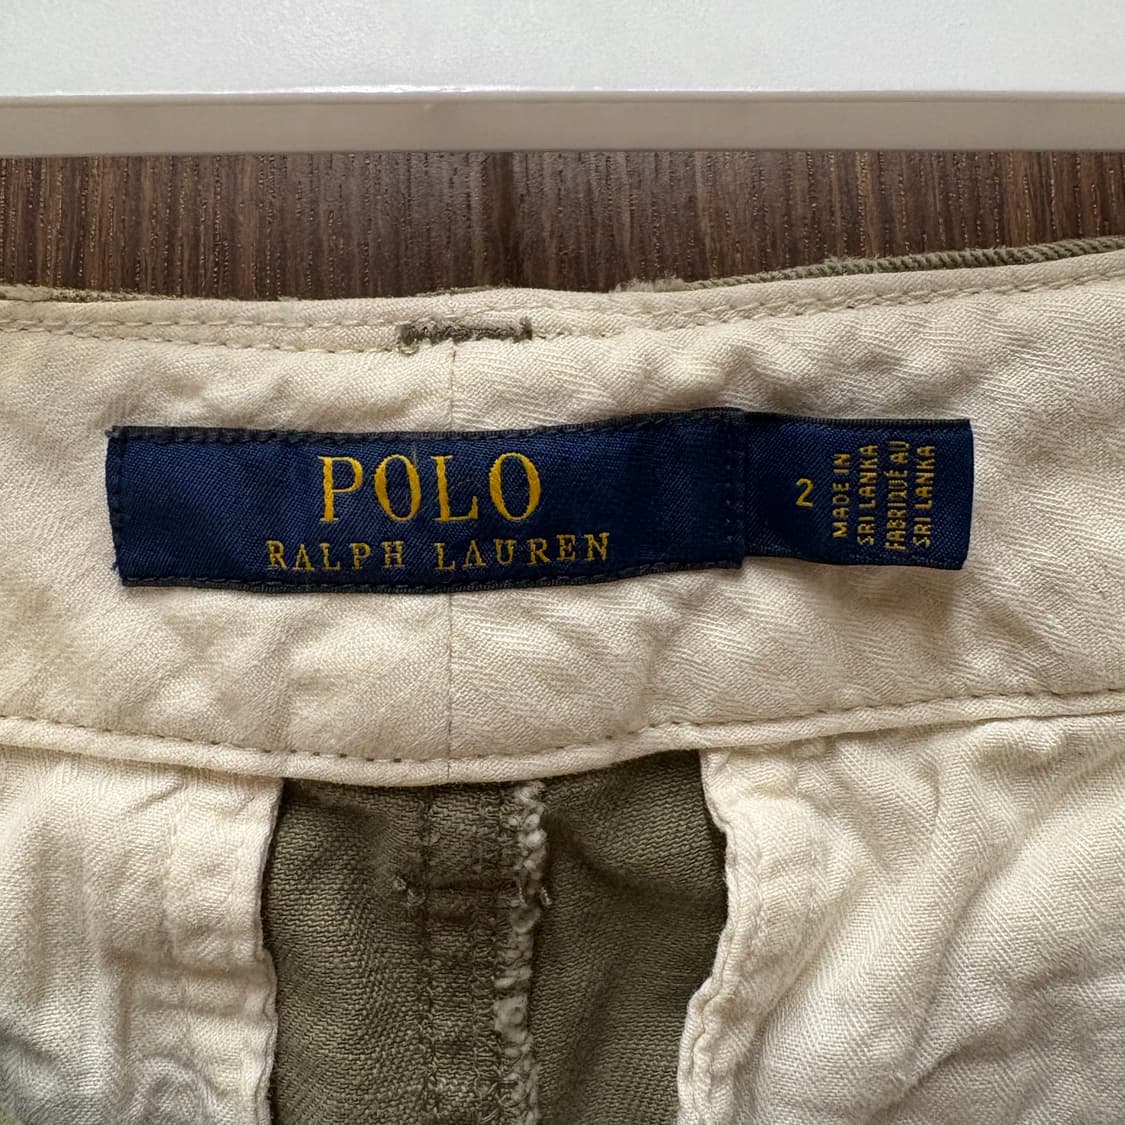 POLO
RALPH LAUREN
2
MADE IN
SRI LANKA
FABRIQUÉ AU
SRI LANKA